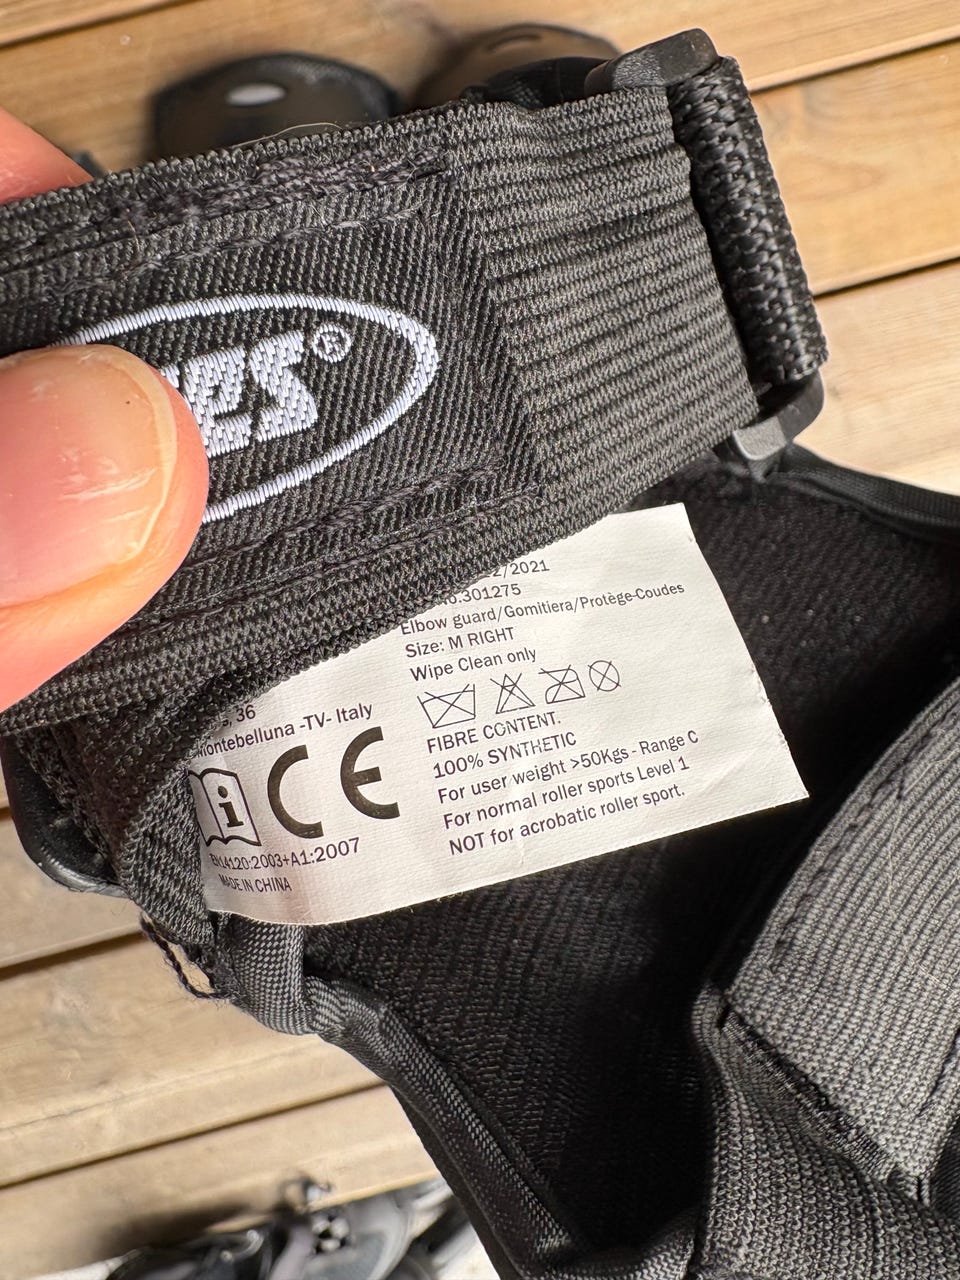 ®
/2021
.301275
Elbow guard/Gomitiera/Protège-Coudes
Size: M RIGHT
Wipe Clean only
FIBRE CONTENT.
100% SYNTHETIC
For user weight >50Kgs - Range C
For normal roller sports Level 1
NOT for acrobatic roller sport.
36
Montebelluna -TV- Italy
i
CE
EN14120:2003+A1:2007
MADE IN CHINA